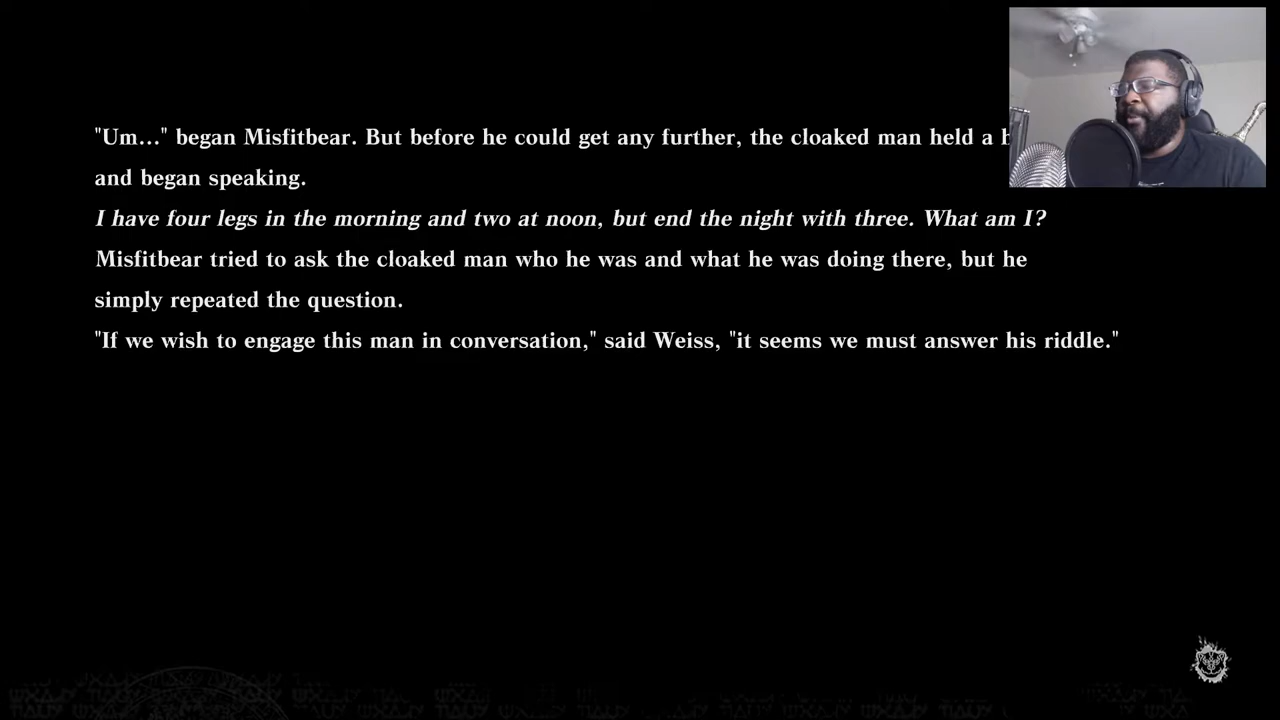 "Um..." began Misfitbear. But before he could get any further, the cloaked man held a
and began speaking.
I have four legs in the morning and two at noon, but end the night with three. What am I?
Misfitbear tried to ask the cloaked man who he was and what he was doing there, but he
simply repeated the question.
"If we wish to engage this man in conversation," said Weiss, "it seems we must answer his riddle."